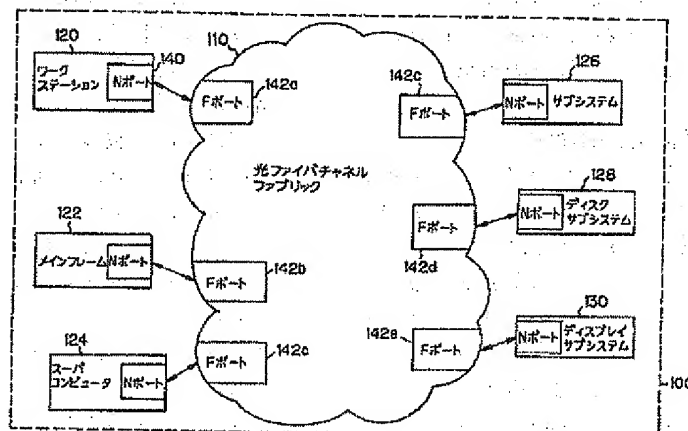 120
ワーク
ステーション
Nポート
140
110
Fポート
142a
142c
Fポート
126
Nポート
サブシステム
光ファイバチャネル
ファブリック
128
Nポート
ディスク
サブシステム
Fポート
142d
122
メインフレーム
Nポート
Fポート
142b
124
スーパ
コンピュータ
Nポート
Fポート
142c
142e
Fポート
130
Nポート
ディスプレイ
サブシステム
100